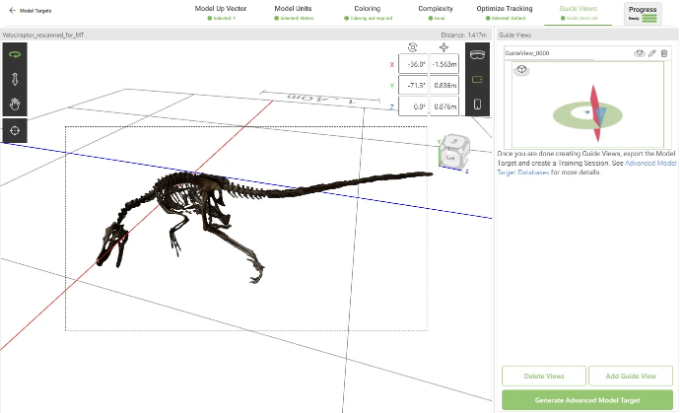 Model Targets
Model Up Vector
Selected: Y
Model Units
Selected: Meters
Coloring
Coloring are required
Complexity
Good
Optimize Tracking
Selected: Default
Guide Views
Guide Views set
Progress
Ready
Velociraptor_rescanned_for_MT
Distance: 1.417m
X -36.0° -1.563m
Y -71.3° 0.836m
Z 0.0° 0.076m
Left
Z
Guide Views
GuideView_0000
Once you are done creating Guide Views, export the Model
Target and create a Training Session. See Advanced Model
Target Databases for more details.
Delete Views
Add Guide View
Generate Advanced Model Target